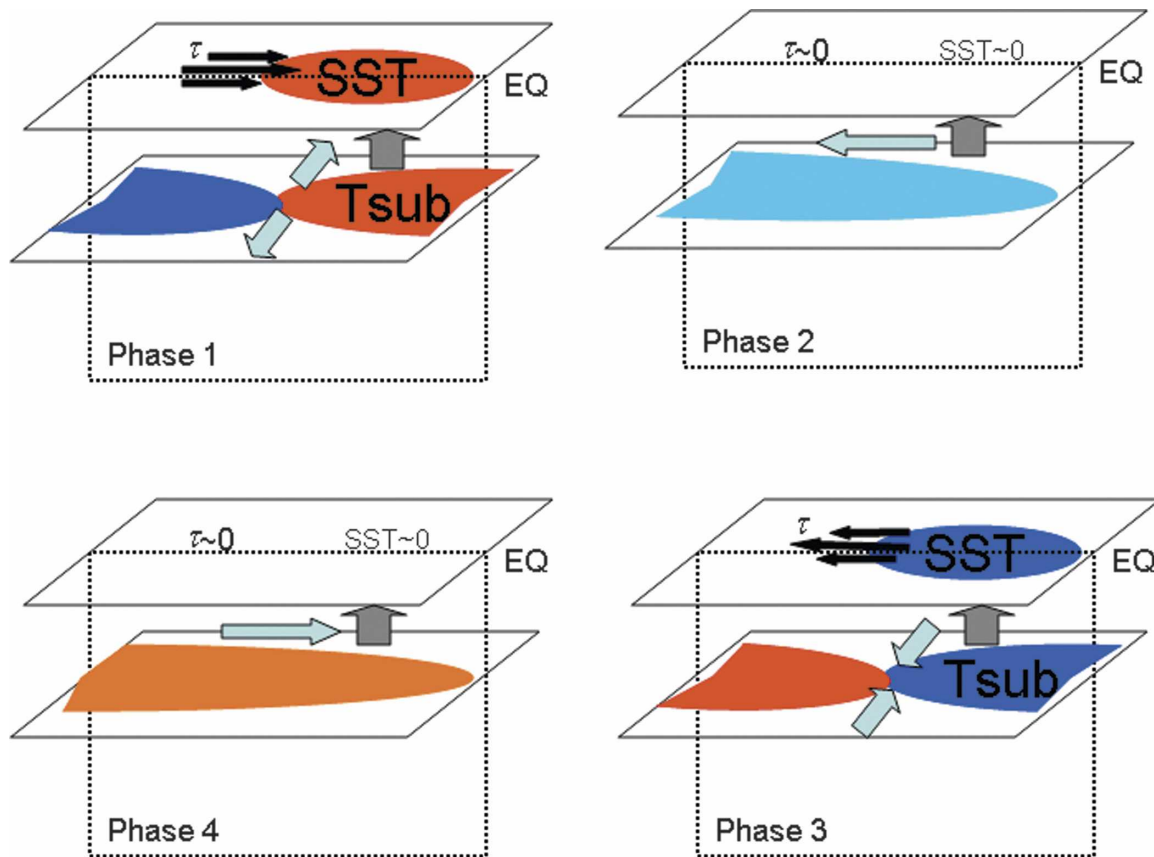 τ
SST
EQ
Tsub
Phase 1
τ~0
SST~0
EQ
Phase 2
τ~0
SST~0
EQ
Phase 4
τ
SST
EQ
Tsub
Phase 3